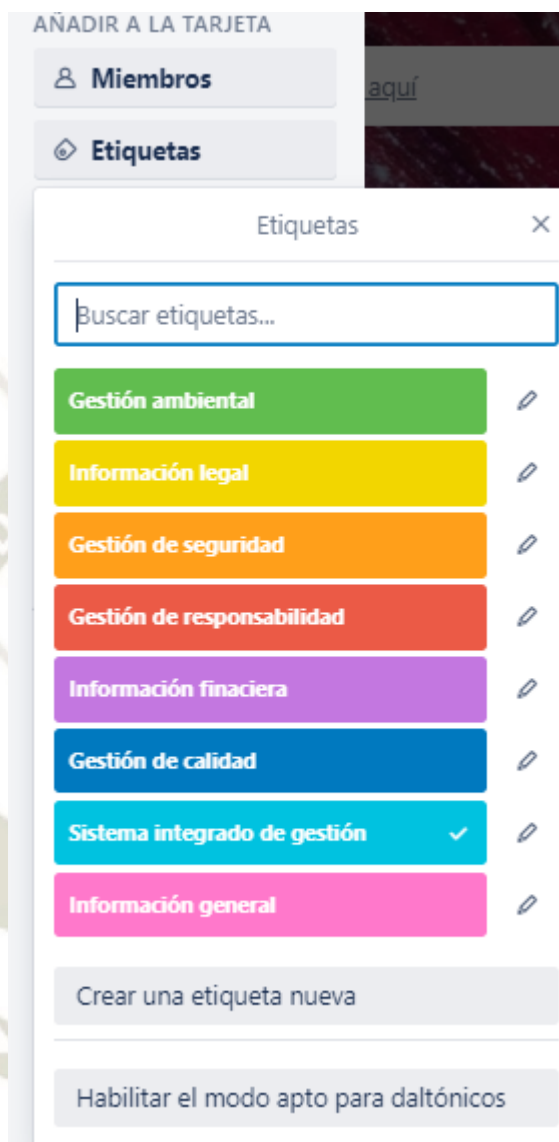 AÑADIR A LA TARJETA
Miembros
aquí
Etiquetas
Etiquetas
Buscar etiquetas...
Gestión ambiental
Información legal
Gestión de seguridad
Gestión de responsabilidad
Información finaciera
Gestión de calidad
Sistema integrado de gestión
Información general
Crear una etiqueta nueva
Habilitar el modo apto para daltónicos